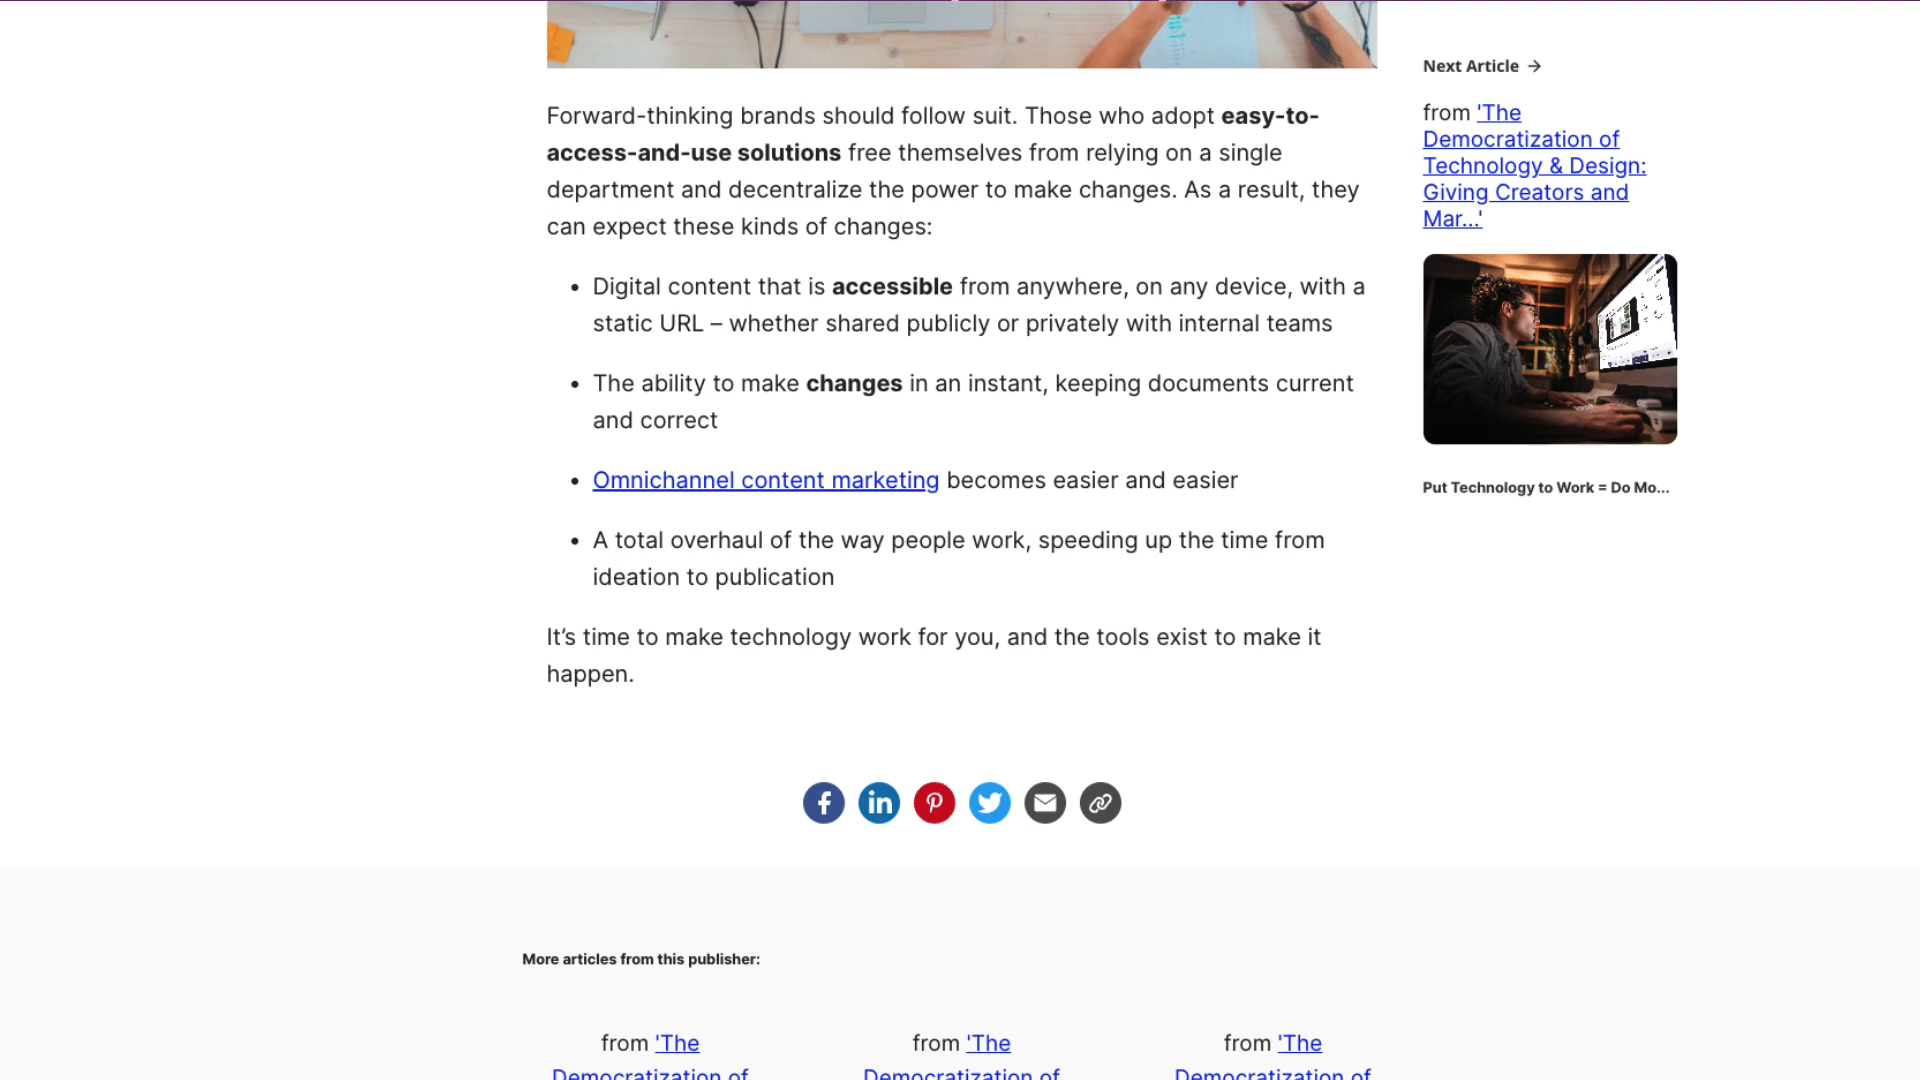 Forward-thinking brands should follow suit. Those who adopt easy-to-
access-and-use solutions free themselves from relying on a single
department and decentralize the power to make changes. As a result, they
can expect these kinds of changes:
• Digital content that is accessible from anywhere, on any device, with a
static URL – whether shared publicly or privately with internal teams
• The ability to make changes in an instant, keeping documents current
and correct
• Omnichannel content marketing becomes easier and easier
• A total overhaul of the way people work, speeding up the time from
ideation to publication
It’s time to make technology work for you, and the tools exist to make it
happen.
Next Article →
from 'The
Democratization of
Technology & Design:
Giving Creators and
Mar...'
Put Technology to Work = Do Mo...
More articles from this publisher:
from 'The
Democratization of
from 'The
Democratization of
from 'The
Democratization of